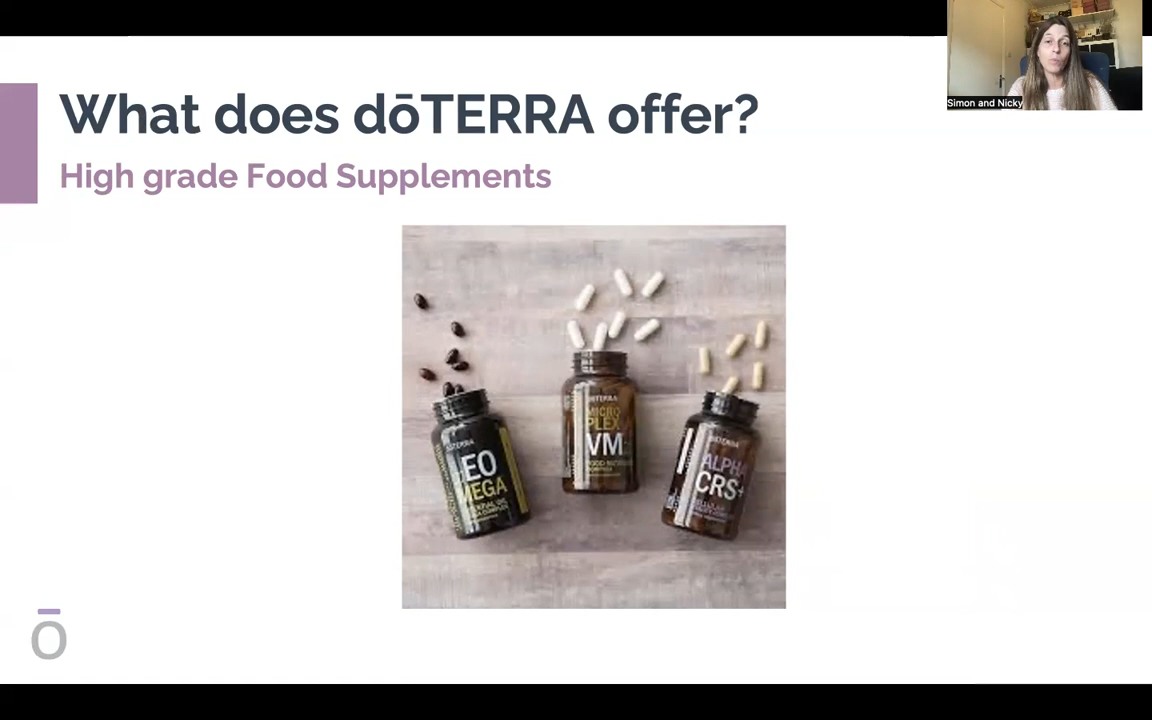 What does dōTERRA offer?
High grade Food Supplements
Simon and Nicky
EO
MEGA
MICRO
PLEX
VM
ALPHA
CRS+
ō